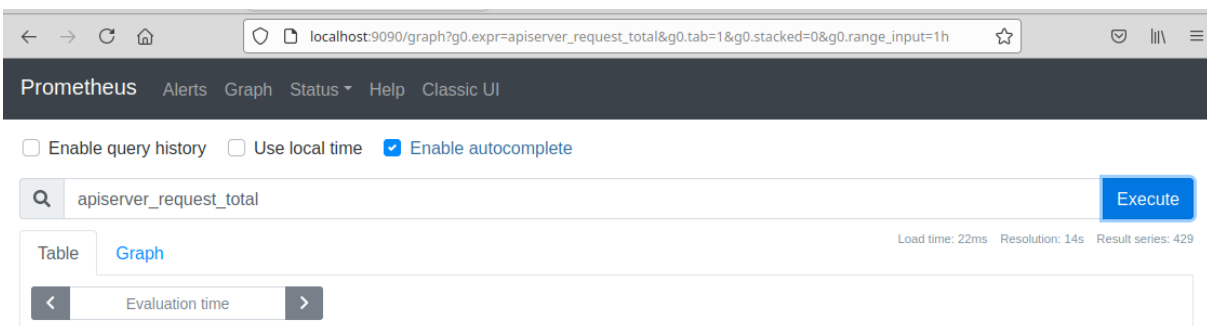 localhost:9090/graph?g0.expr=apiserver_request_total&g0.tab=1&g0.stacked=0&g0.range_input=1h
Prometheus Alerts Graph Status Help Classic UI
Enable query history Use local time Enable autocomplete
apiserver_request_total Execute
Load time: 22ms Resolution: 14s Result series: 429
Table Graph
Evaluation time